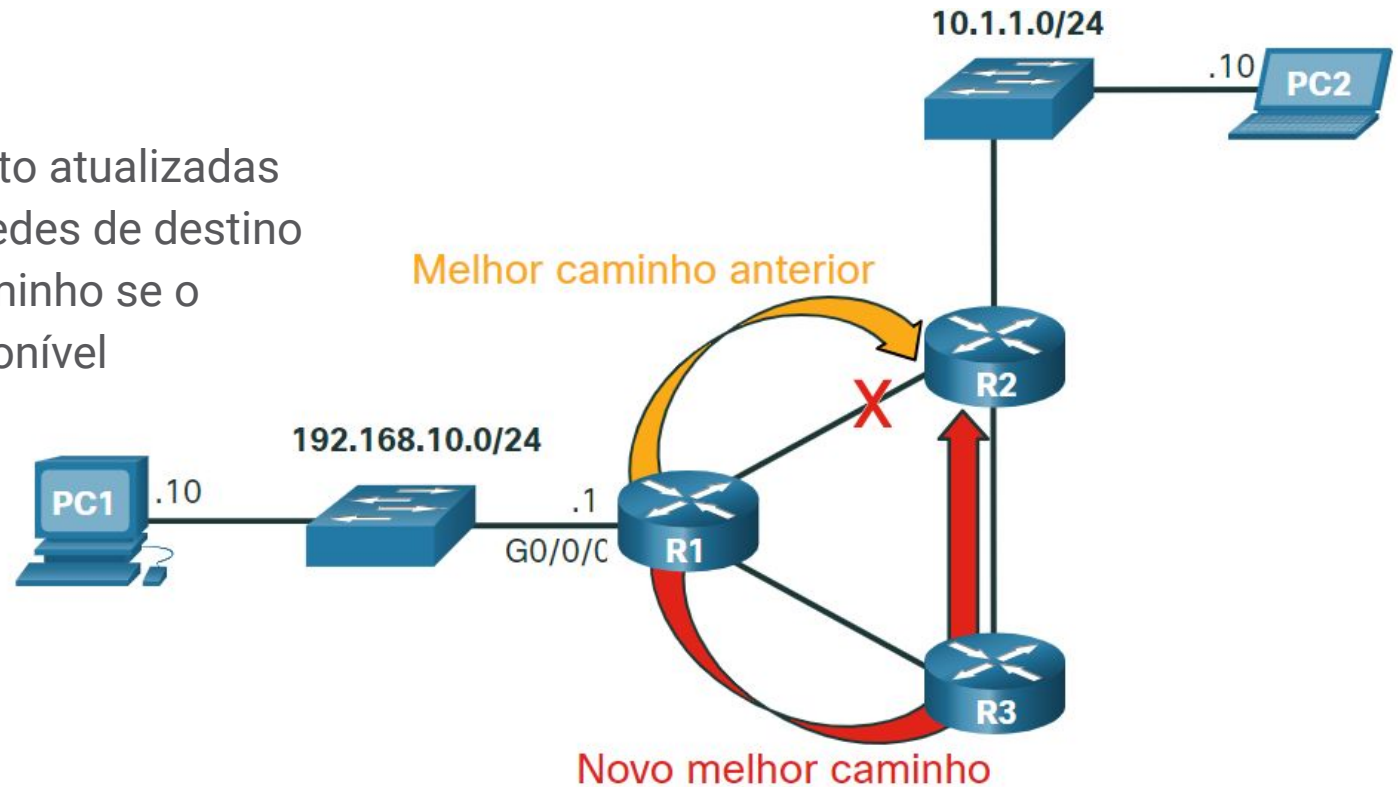 10.1.1.0/24
.10
PC2
to atualizadas
edes de destino
ninho se o
onível
Melhor caminho anterior
X
R2
192.168.10.0/24
PC1
.10
.1
G0/0/0
R1
R3
Novo melhor caminho